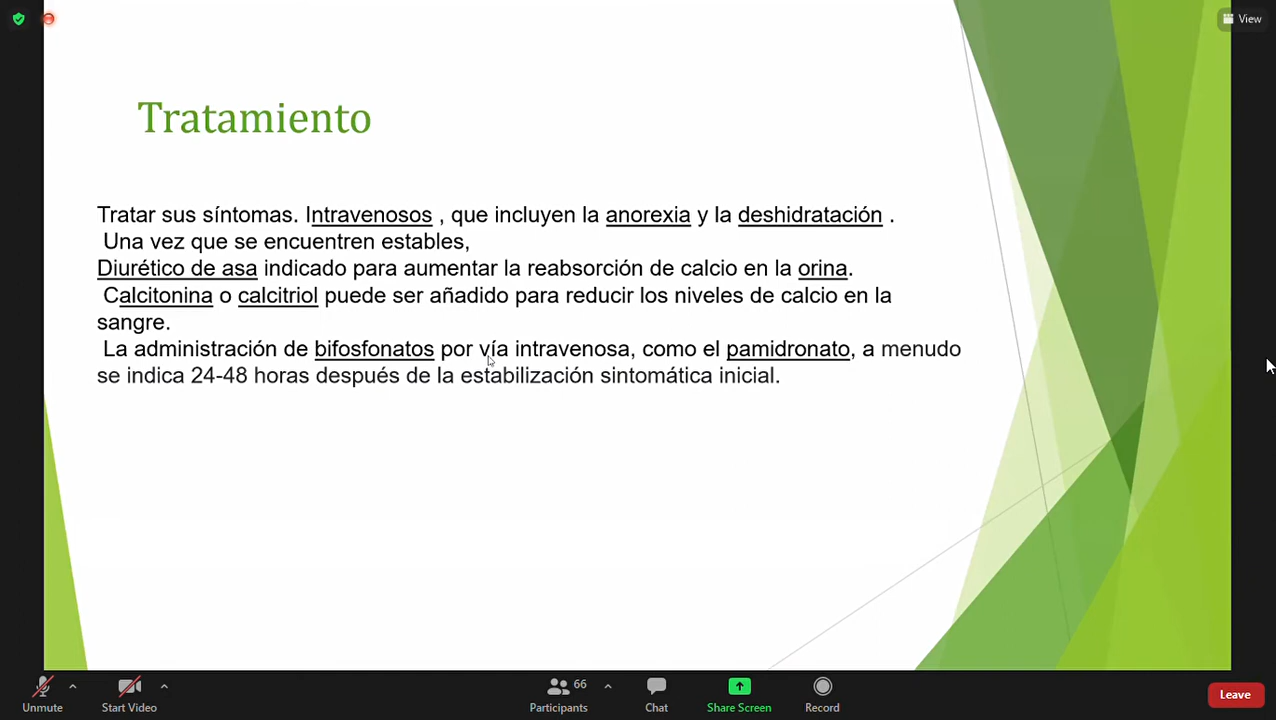 View
Tratamiento
Tratar sus síntomas. Intravenosos , que incluyen la anorexia y la deshidratación .
Una vez que se encuentren estables,
Diurético de asa indicado para aumentar la reabsorción de calcio en la orina.
Calcitonina o calcitriol puede ser añadido para reducir los niveles de calcio en la
sangre.
La administración de bifosfonatos por vía intravenosa, como el pamidronato, a menudo
se indica 24-48 horas después de la estabilización sintomática inicial.
Unmute
Start Video
66
Participants
Chat
Share Screen
Record
Leave